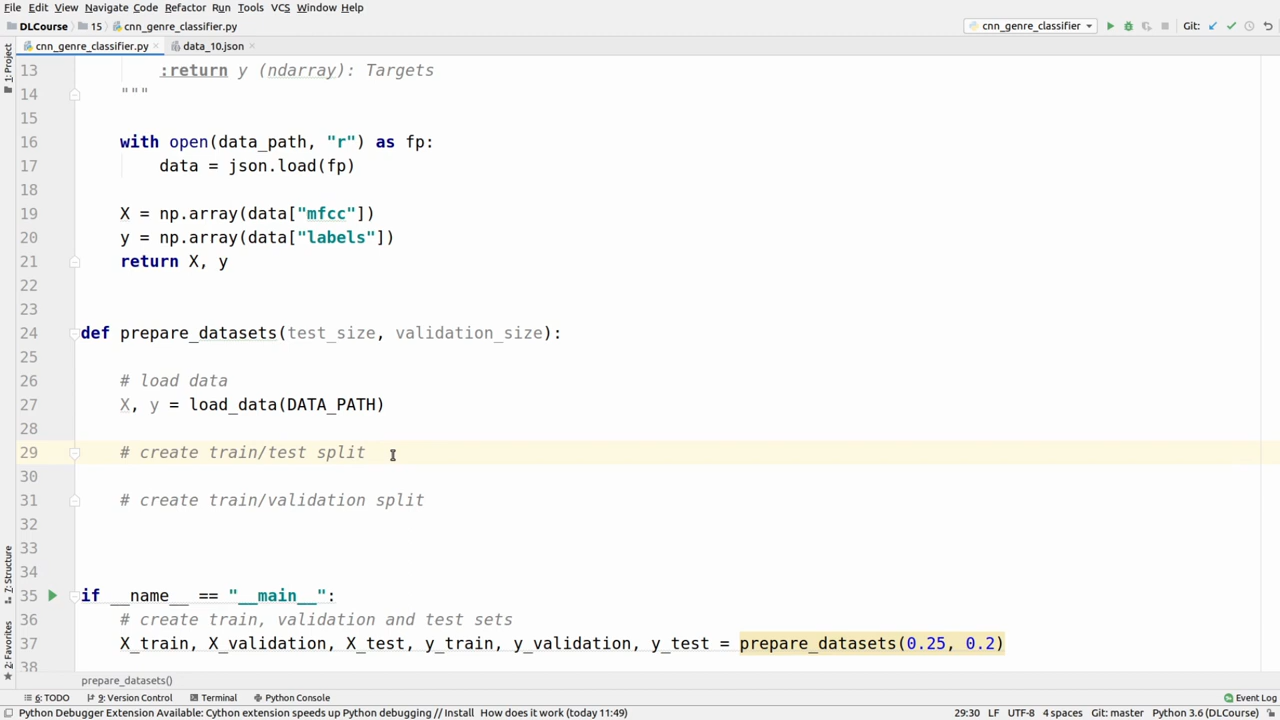 File Edit View Navigate Code Refactor Run Tools VCS Window Help
DLCourse 15 cnn_genre_classifier.py cnn_genre_classifier Git:
cnn_genre_classifier.py data_10.json
1: Project
13 :return y (ndarray): Targets
14 """
15
16 with open(data_path, "r") as fp:
17 data = json.load(fp)
18
19 X = np.array(data["mfcc"])
20 y = np.array(data["labels"])
21 return X, y
22
23
24 def prepare_datasets(test_size, validation_size):
25
26 # load data
27 X, y = load_data(DATA_PATH)
28
29 # create train/test split
30
31 # create train/validation split
32
33
34
35 if __name__ == "__main__":
36 # create train, validation and test sets
37 X_train, X_validation, X_test, y_train, y_validation, y_test = prepare_datasets(0.25, 0.2)
38
7: Structure
2: Favorites
prepare_datasets()
6: TODO 9: Version Control Terminal Python Console Event Log
Python Debugger Extension Available: Cython extension speeds up Python debugging // Install How does it work (today 11:49) 29:30 LF UTF-8 4 spaces Git: master Python 3.6 (DLCourse)